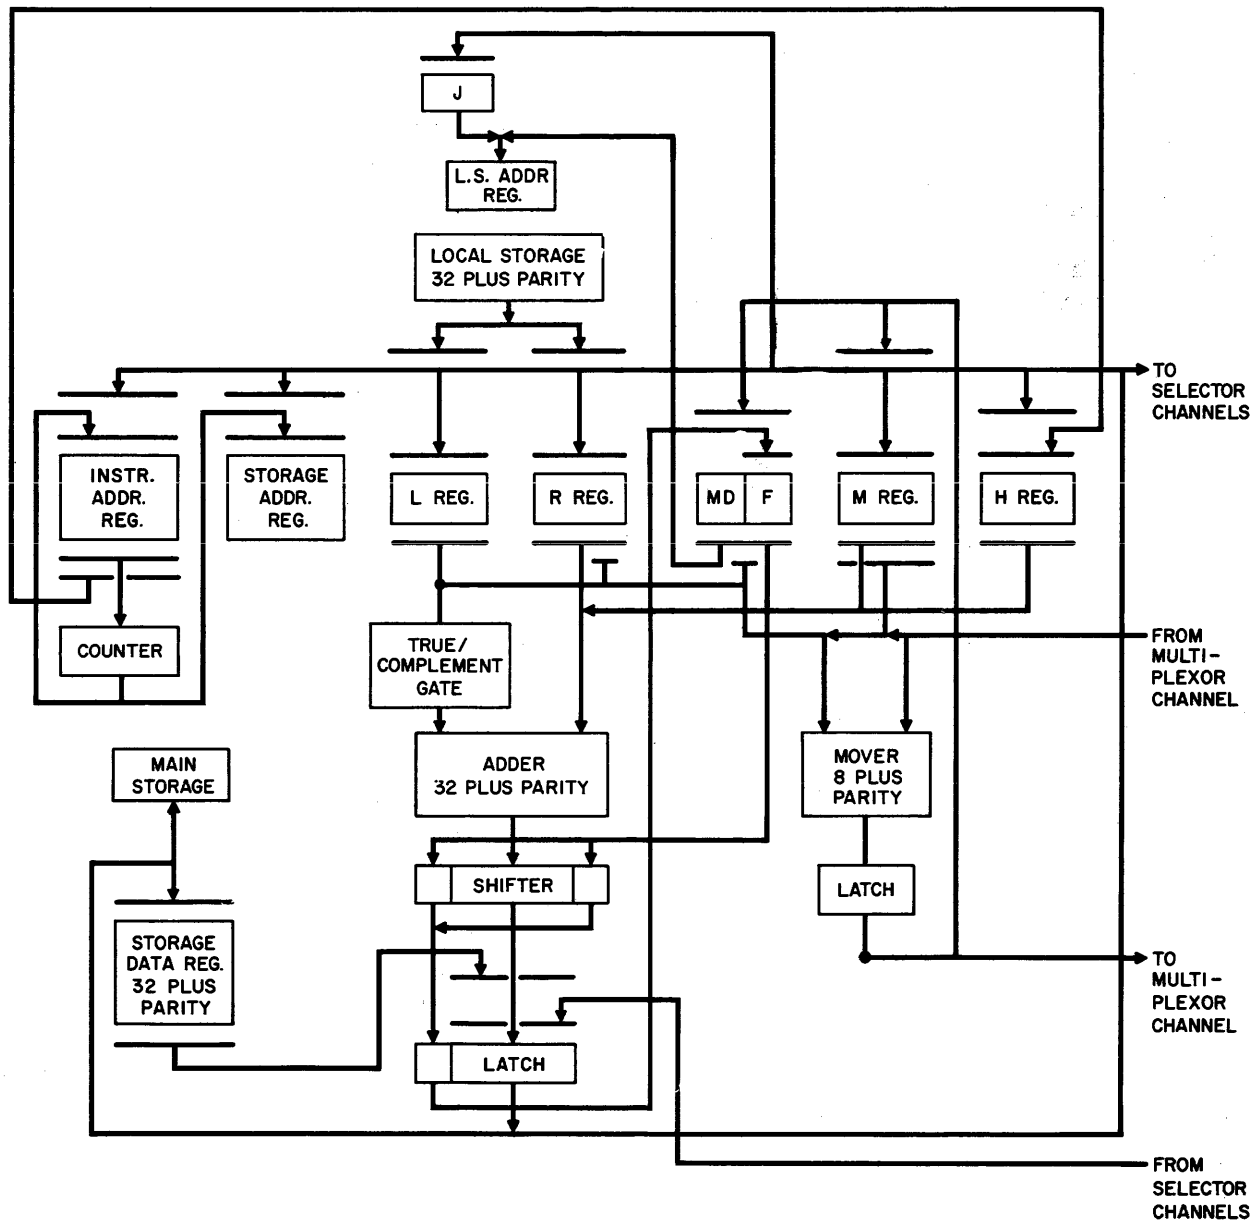 J
L.S. ADDR
REG.
LOCAL STORAGE
32 PLUS PARITY
TO
SELECTOR
CHANNELS
INSTR.
ADDR.
REG.
STORAGE
ADDR.
REG.
L REG.
R REG.
MD
F
M REG.
H REG.
COUNTER
TRUE/
COMPLEMENT
GATE
FROM
MULTI-
PLEXOR
CHANNEL
MAIN
STORAGE
ADDER
32 PLUS PARITY
MOVER
8 PLUS
PARITY
SHIFTER
LATCH
STORAGE
DATA REG.
32 PLUS
PARITY
TO
MULTI-
PLEXOR
CHANNEL
LATCH
FROM
SELECTOR
CHANNELS